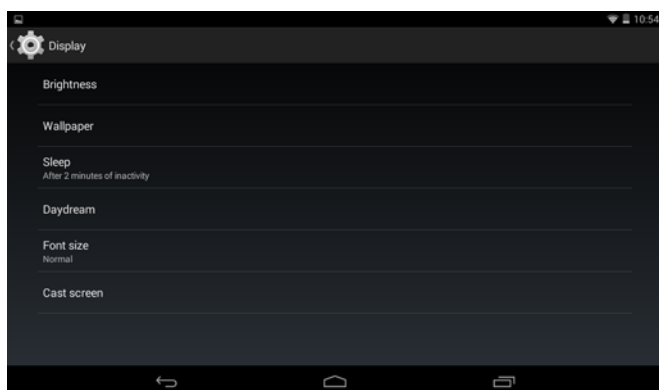 10:54
Display
Brightness
Wallpaper
Sleep
After 2 minutes of inactivity
Daydream
Font size
Normal
Cast screen